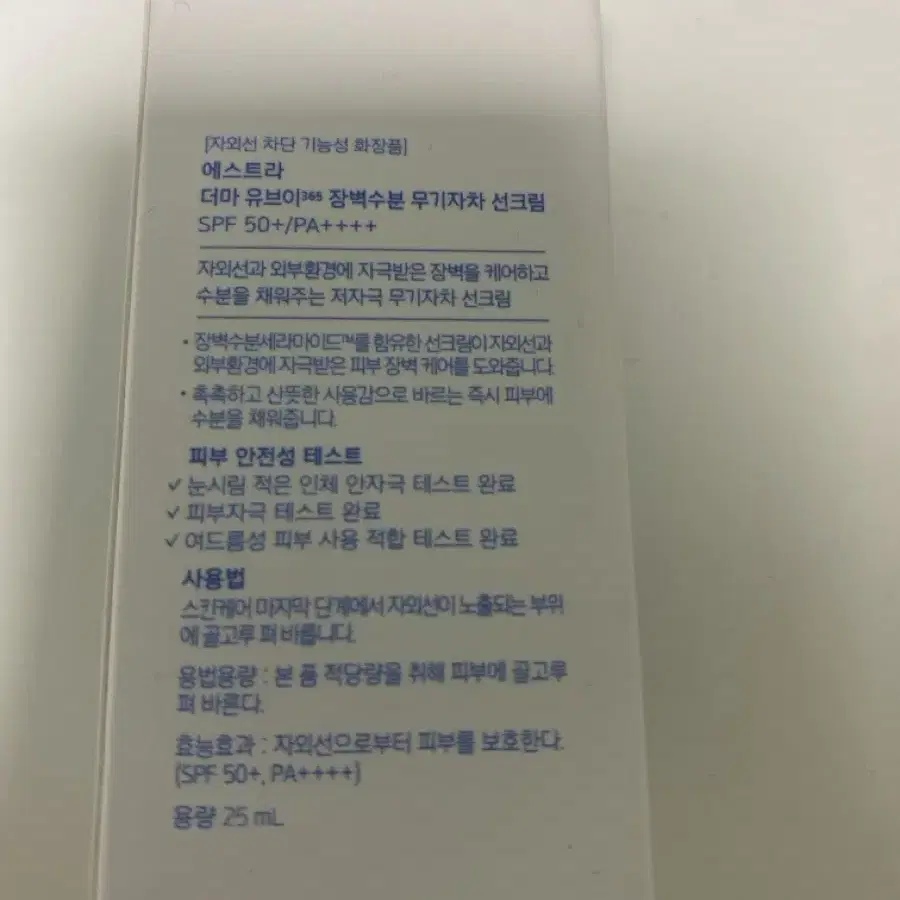 [자외선 차단 기능성 화장품]
에스트라
더마 유브이³⁶⁵ 장벽수분 무기자차 선크림
SPF 50+/PA++++
자외선과 외부환경에 자극받은 장벽을 케어하고
수분을 채워주는 저자극 무기자차 선크림
• 장벽수분세라마이드™를 함유한 선크림이 자외선과
외부환경에 자극받은 피부 장벽 케어를 도와줍니다.
• 촉촉하고 산뜻한 사용감으로 바르는 즉시 피부에
수분을 채워줍니다.
피부 안전성 테스트
✓ 눈시림 적은 인체 안자극 테스트 완료
✓ 피부자극 테스트 완료
✓ 여드름성 피부 사용 적합 테스트 완료
사용법
스킨케어 마지막 단계에서 자외선이 노출되는 부위
에 골고루 펴 바릅니다.
용법용량 : 본 품 적당량을 취해 피부에 골고루
펴 바른다.
효능효과 : 자외선으로부터 피부를 보호한다.
(SPF 50+, PA++++)
용량 25 mL